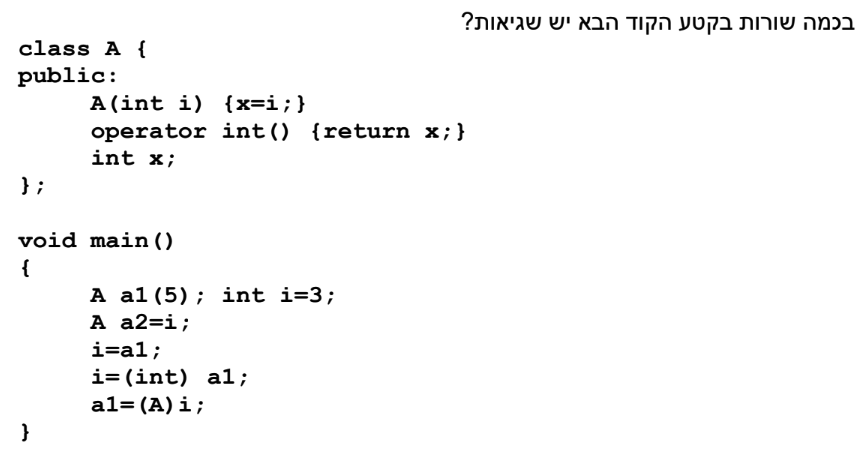 בכמה שורות בקטע הקוד הבא יש שגיאות?
class A {
public:
A(int i) {x=i;}
operator int() {return x;}
int x;
};
void main()
{
A a1(5); int i=3;
A a2=i;
i=a1;
i=(int) a1;
a1=(A)i;
}